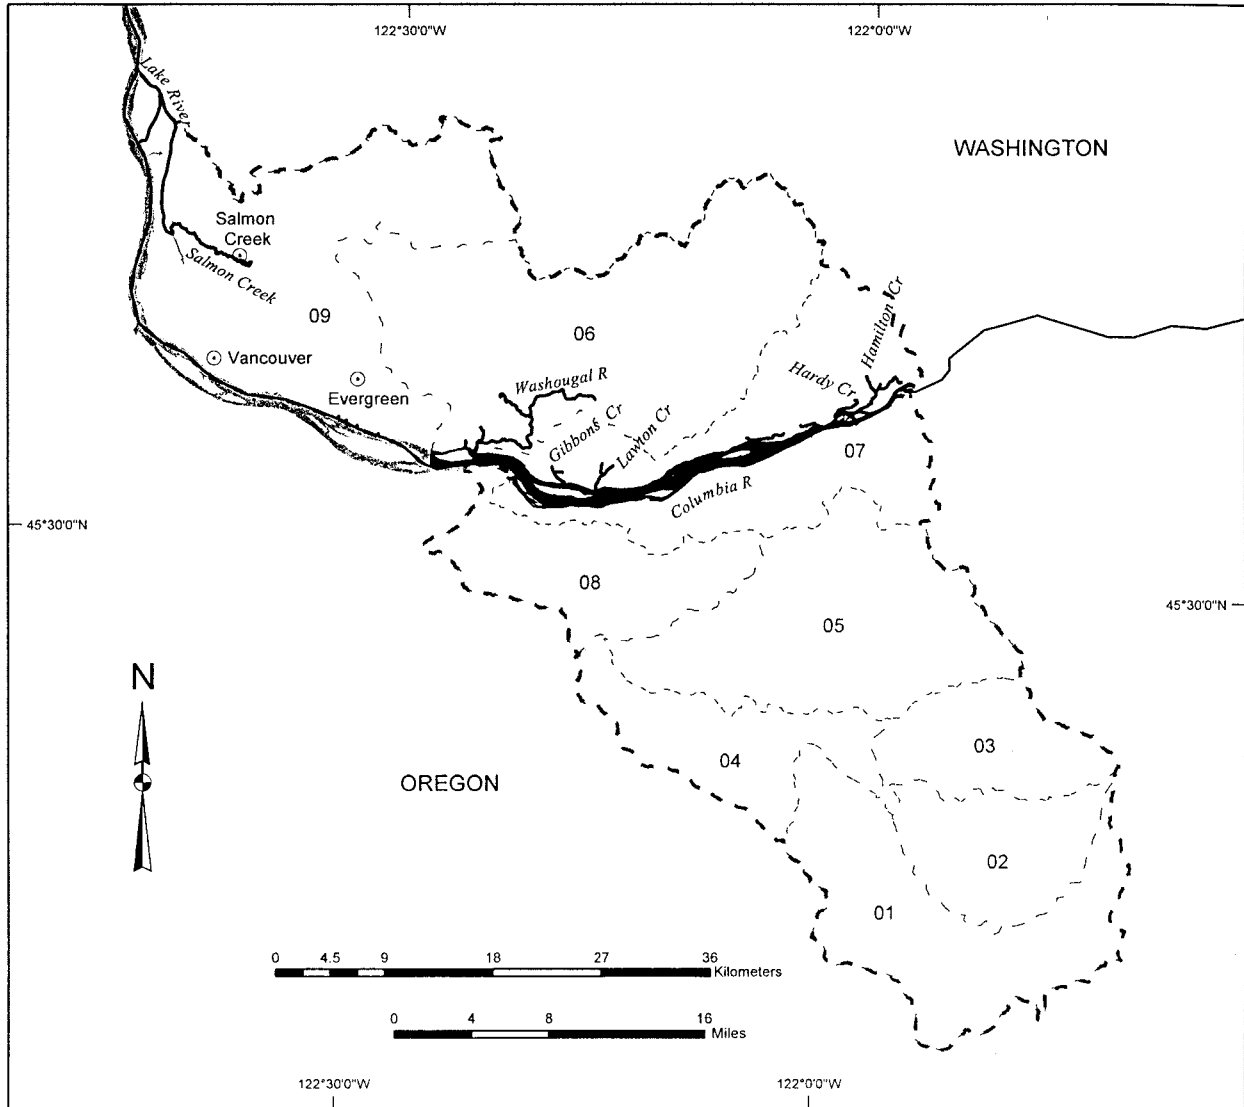 122°30'0"W
122°0'0"W
Lake River
WASHINGTON
Salmon
Creek
Salmon Creek
Hamilton Cr
09
06
Vancouver
Hardy Cr
Washougal R
Evergreen
Gibbons Cr
Lawton Cr
07
Columbia R
45°30'0"N
08
45°30'0"N
05
N
03
04
OREGON
02
01
0 4.5 9 18 27 36
Kilometers
0 4 8 16
Miles
122°30'0"W
122°0'0"W